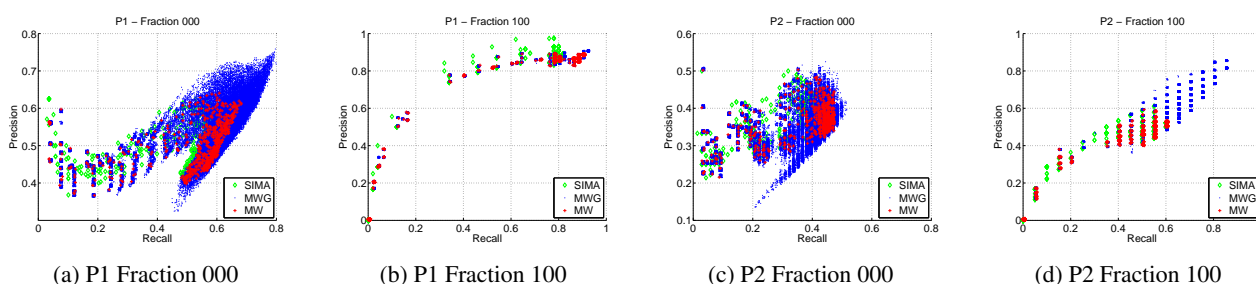 P1 – Fraction 000
0.8
0.7
0.6
0.5
0.4
Precision
0
0.2
0.4
0.6
0.8
Recall
SIMA
MWG
MW
(a) P1 Fraction 000
P1 – Fraction 100
1
0.8
0.6
0.4
0.2
0
Precision
0
0.2
0.4
0.6
0.8
1
Recall
SIMA
MWG
MW
(b) P1 Fraction 100
P2 – Fraction 000
0.6
0.5
0.4
0.3
0.2
0.1
Precision
0
0.2
0.4
0.6
0.8
Recall
SIMA
MWG
MW
(c) P2 Fraction 000
P2 – Fraction 100
1
0.8
0.6
0.4
0.2
0
Precision
0
0.2
0.4
0.6
0.8
Recall
SIMA
MWG
MW
(d) P2 Fraction 100